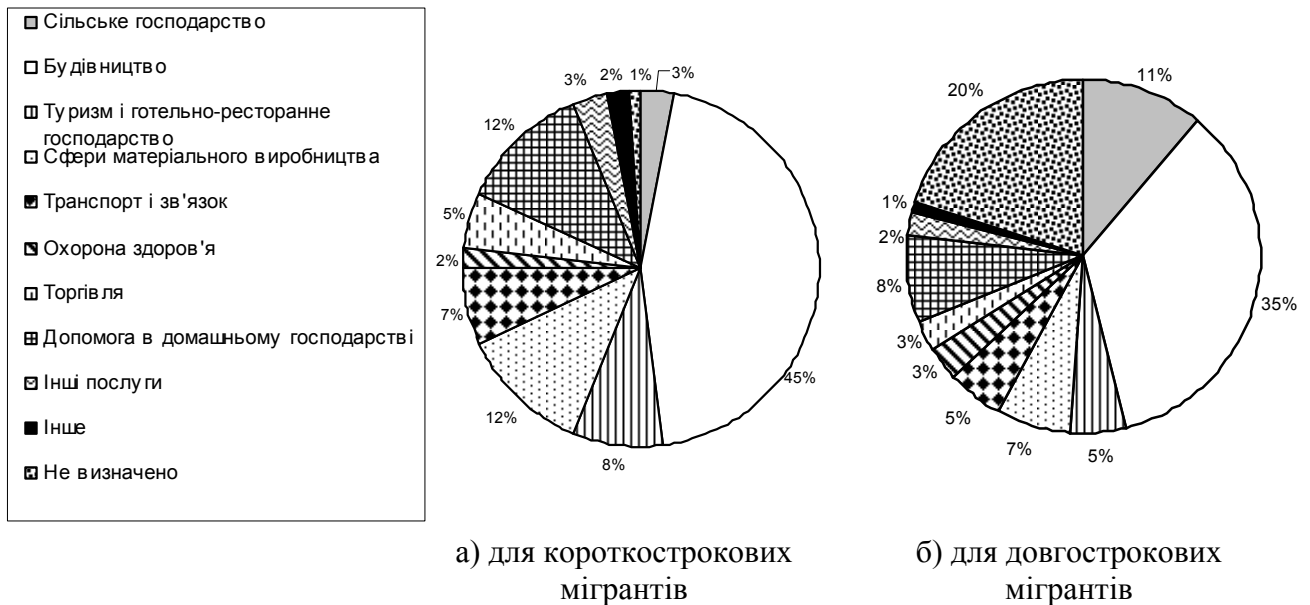 Сільське господарство
Будівництво
Туризм і готельно-ресторанне
господарство
Сфери матеріального виробництва
Транспорт і зв'язок
Охорона здоров'я
Торгівля
Допомога в домашньому господарстві
Інші послуги
Інше
Не визначено
3%
45%
8%
12%
7%
2%
5%
12%
3%
2%
1%
а) для короткострокових
мігрантів
11%
35%
5%
7%
5%
3%
3%
8%
2%
1%
20%
б) для довгострокових
мігрантів